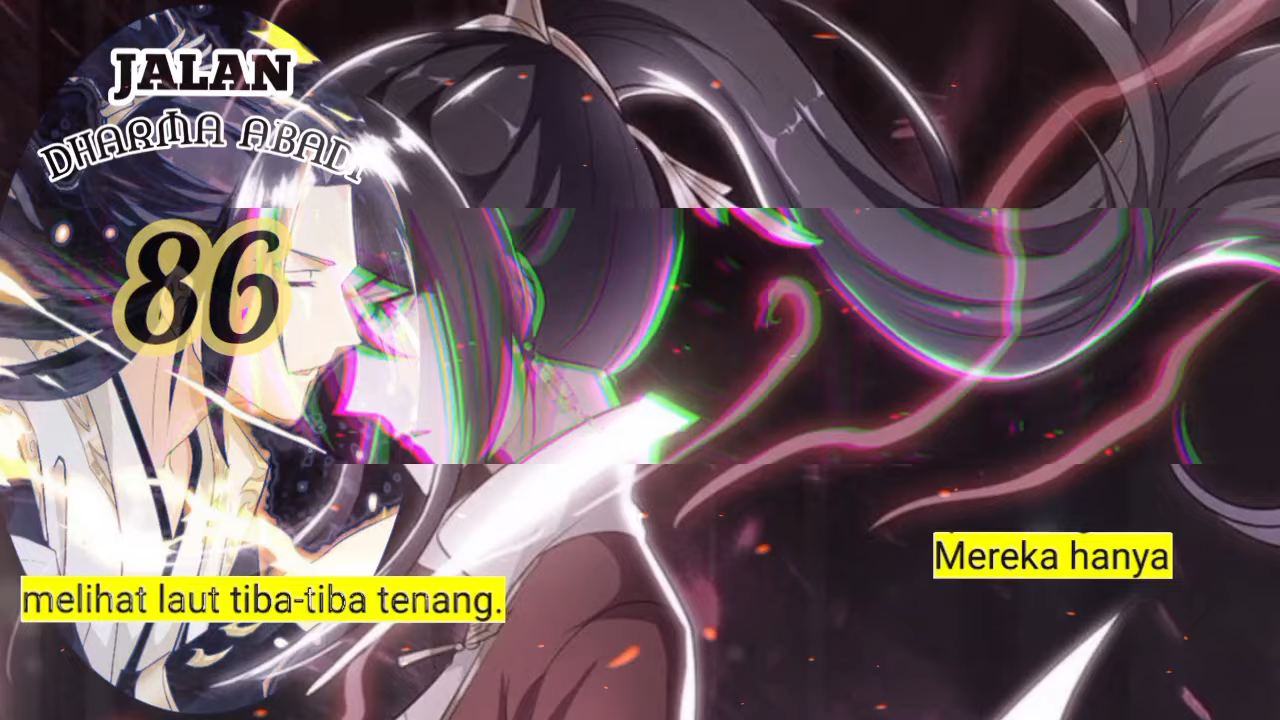 JALAN
DHARMA ABADI
86
Mereka hanya
melihat laut tiba-tiba tenang.